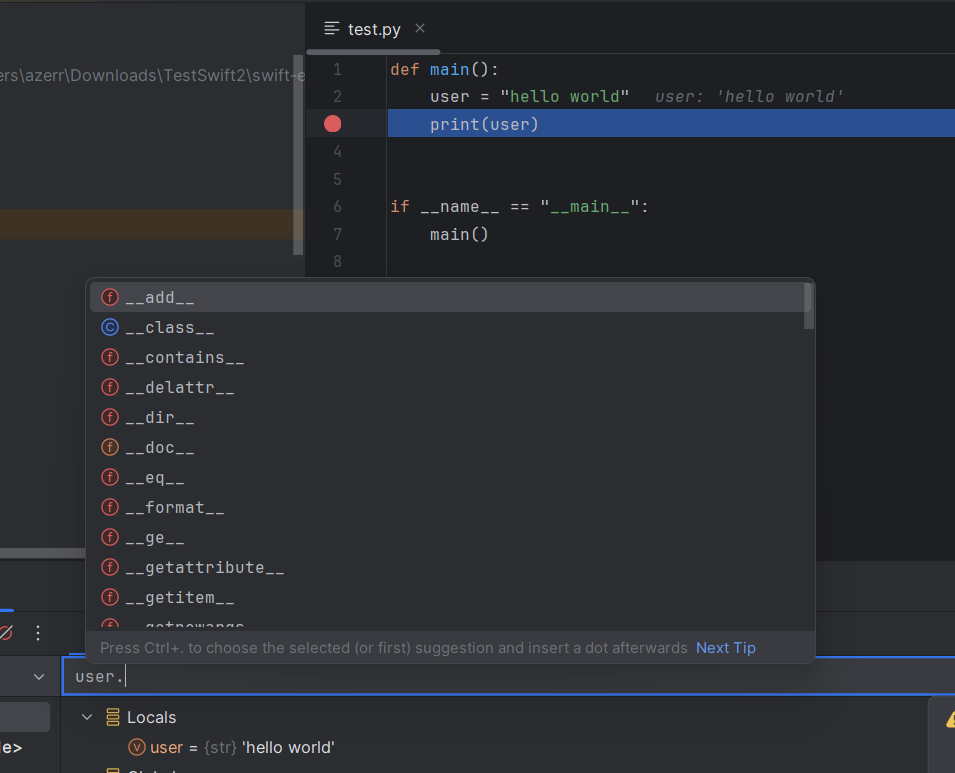 test.py
ers\azerr\Downloads\TestSwift2\swift-e
1 def main():
2 user = "hello world" user: 'hello world'
print(user)
4
5
6 if __name__ == "__main__":
7 main()
8
f __add__
C __class__
f __contains__
f __delattr__
f __dir__
f __doc__
f __eq__
f __format__
f __ge__
f __getattribute__
f __getitem__
f __getnewargs__
Press Ctrl+. to choose the selected (or first) suggestion and insert a dot afterwards Next Tip
user.
Locals
V user = {str} 'hello world'
le>